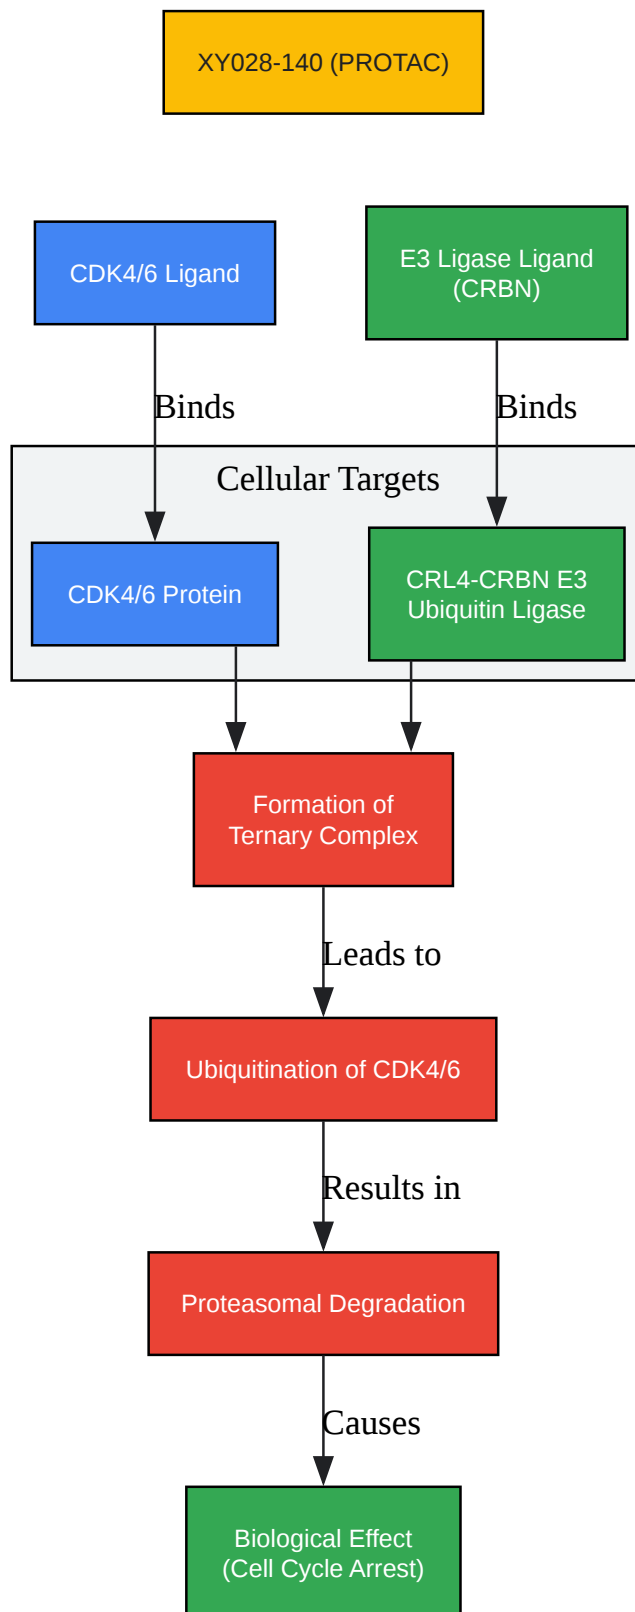 XY028-140 (PROTAC)
CDK4/6 Ligand
E3 Ligase Ligand
(CRBN)
Binds
Binds
Cellular Targets
CDK4/6 Protein
CRL4-CRBN E3
Ubiquitin Ligase
Formation of
Ternary Complex
Leads to
Ubiquitination of CDK4/6
Results in
Proteasomal Degradation
Causes
Biological Effect
(Cell Cycle Arrest)